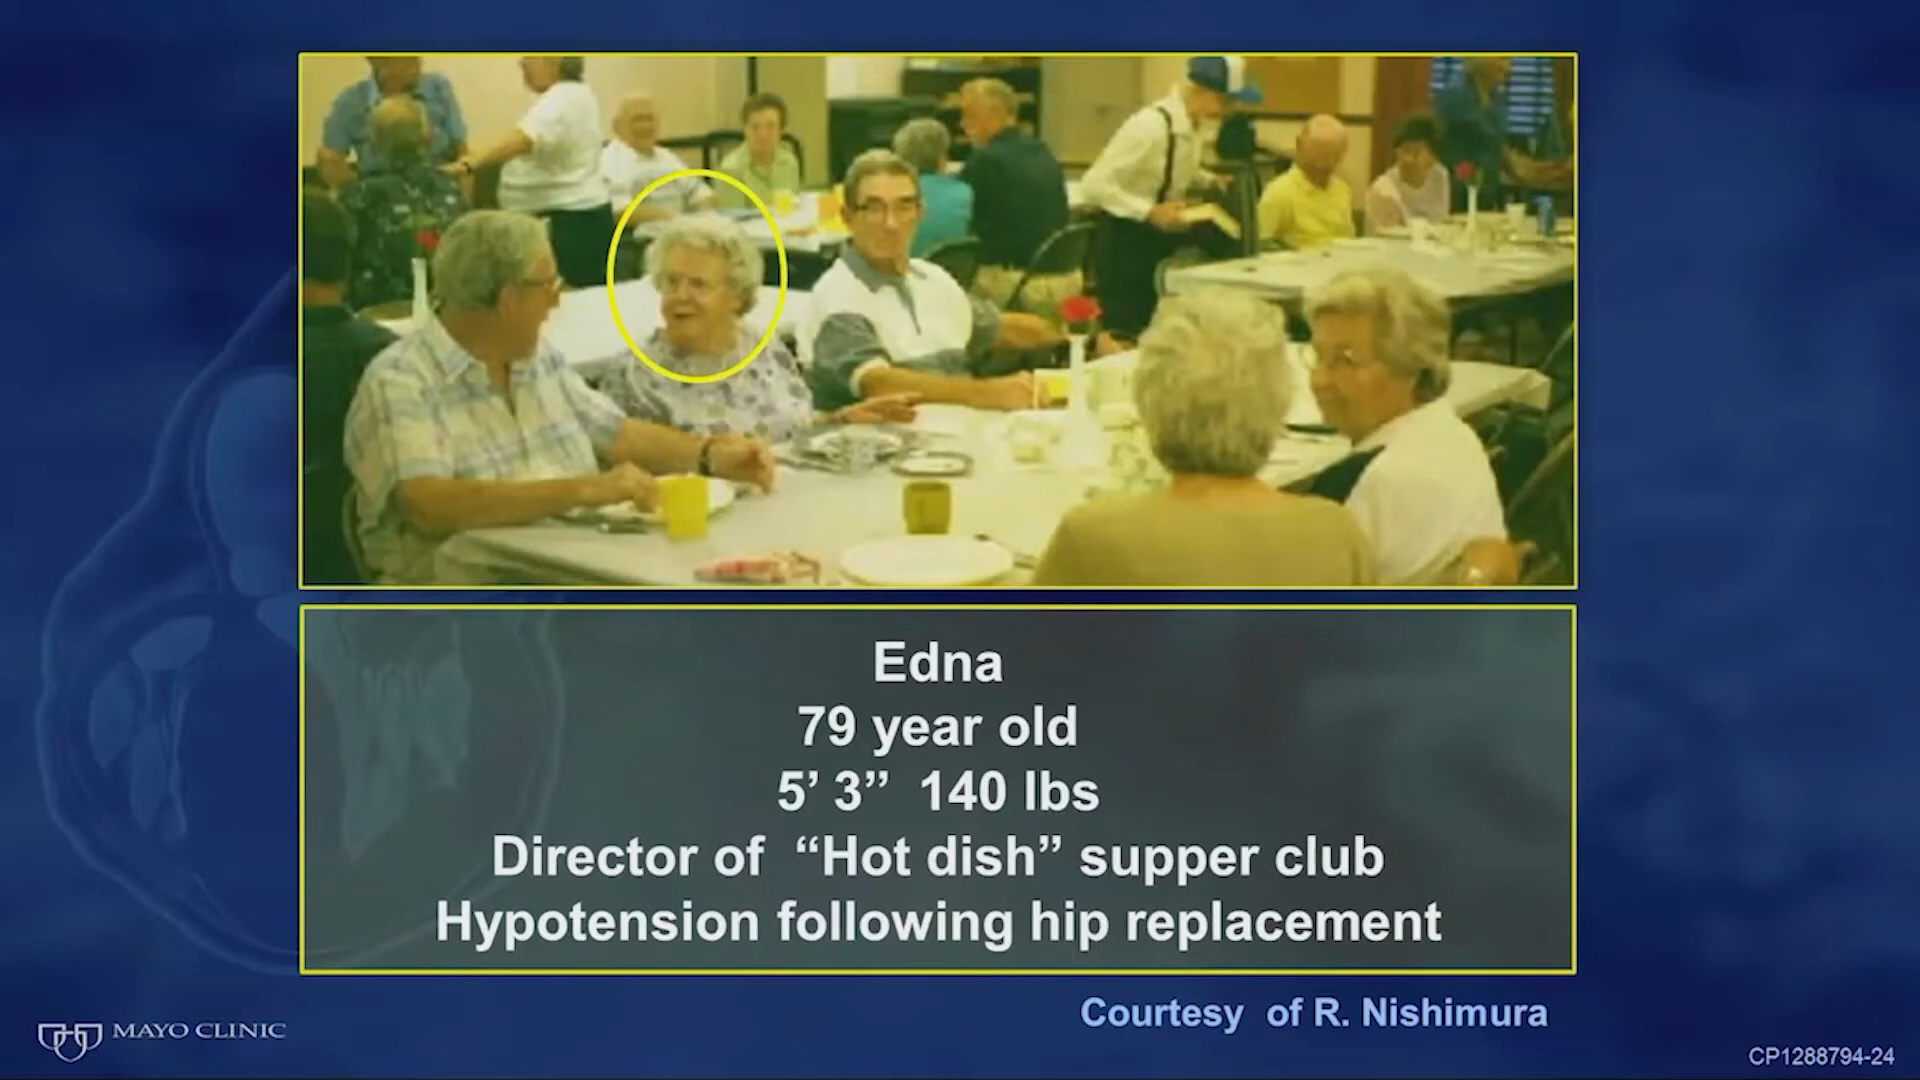 Edna
79 year old
5’ 3” 140 lbs
Director of “Hot dish” supper club
Hypotension following hip replacement
Courtesy of R. Nishimura
MAYO CLINIC
CP1288794-24